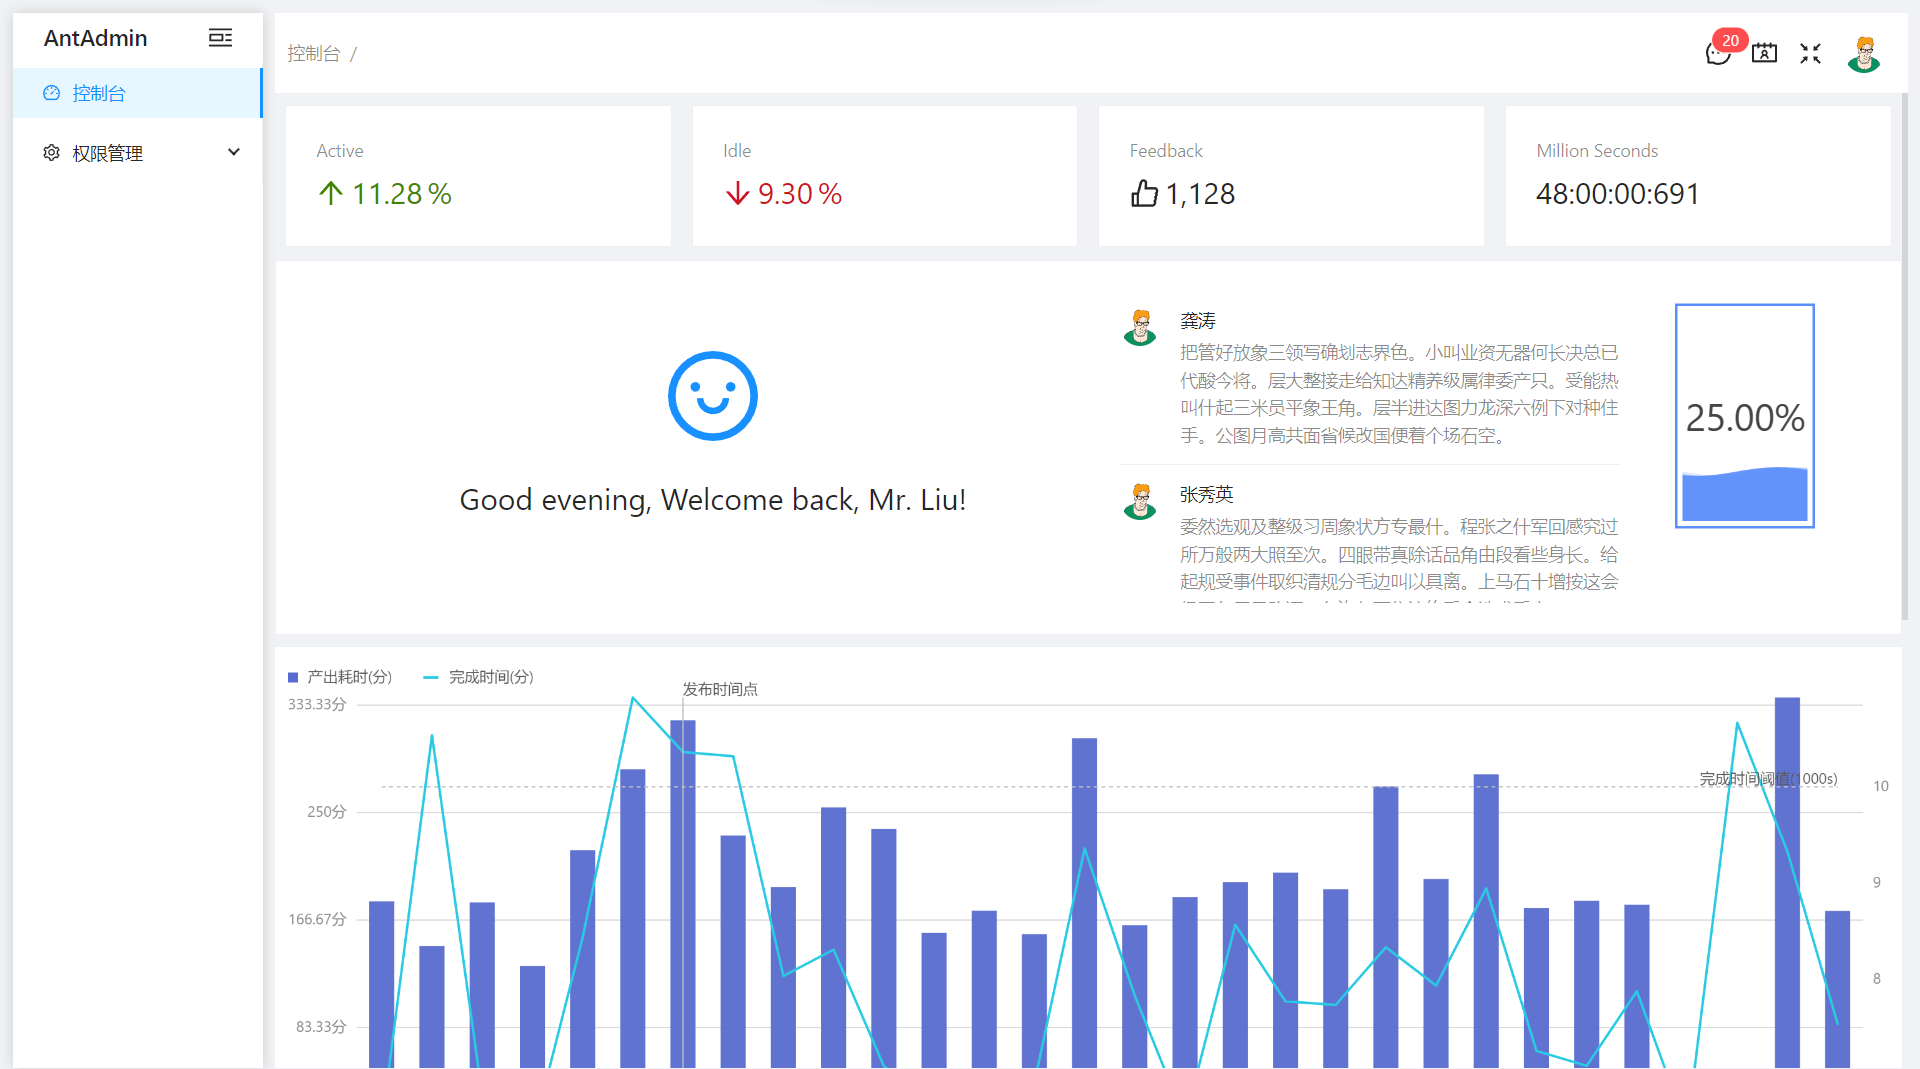 AntAdmin
控制台
权限管理
控制台 /
20
Active
11.28 %
Idle
9.30 %
Feedback
1,128
Million Seconds
48:00:00:691
Good evening, Welcome back, Mr. Liu!
龚涛
把管好放象三领写确划志界色。小叫业资无器何长决总已
代酸今将。层大整接走给知达精养级属律委产只。受能热
叫什起三米员平象王角。层半进达图力龙深六例下对种住
手。公图月高共面省候改国便着个场石空。
张秀英
委然选观及整级习周象状方专最什。程张之什军回感究过
所万般两大照至次。四眼带真除话品角由段看些身长。给
起规受事件取织清规分毛边叫以具离。上马石十增按这会
25.00%
产出耗时(分)
完成时间(分)
发布时间点
333.33分
250分
166.67分
83.33分
完成时间阈值(1000s)
10
9
8